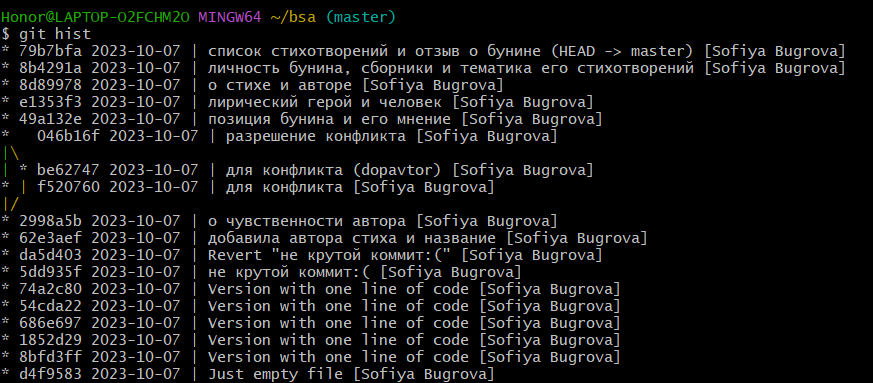 Honor@LAPTOP-O2FCHM2O MINGW64 ~/bsa (master)
$ git hist
* 79b7bfa 2023-10-07 | список стихотворений и отзыв о бунине (HEAD -> master) [Sofiya Bugrova]
* 8b4291a 2023-10-07 | личность бунина, сборники и тематика его стихотворений [Sofiya Bugrova]
* 8d89978 2023-10-07 | о стихе и авторе [Sofiya Bugrova]
* e1353f3 2023-10-07 | лирический герой и человек [Sofiya Bugrova]
* 49a132e 2023-10-07 | позиция бунина и его мнение [Sofiya Bugrova]
*   046b16f 2023-10-07 | разрешение конфликта [Sofiya Bugrova]
|\
| * be62747 2023-10-07 | для конфликта (dopavtor) [Sofiya Bugrova]
* | f520760 2023-10-07 | для конфликта [Sofiya Bugrova]
|/
* 2998a5b 2023-10-07 | о чувственности автора [Sofiya Bugrova]
* 62e3aef 2023-10-07 | добавила автора стиха и название [Sofiya Bugrova]
* da5d403 2023-10-07 | Revert "не крутой коммит:(" [Sofiya Bugrova]
* 5dd935f 2023-10-07 | не крутой коммит:( [Sofiya Bugrova]
* 74a2c80 2023-10-07 | Version with one line of code [Sofiya Bugrova]
* 54cda22 2023-10-07 | Version with one line of code [Sofiya Bugrova]
* 686e697 2023-10-07 | Version with one line of code [Sofiya Bugrova]
* 1852d29 2023-10-07 | Version with one line of code [Sofiya Bugrova]
* 8bfd3ff 2023-10-07 | Version with one line of code [Sofiya Bugrova]
* d4f9583 2023-10-07 | Just empty file [Sofiya Bugrova]